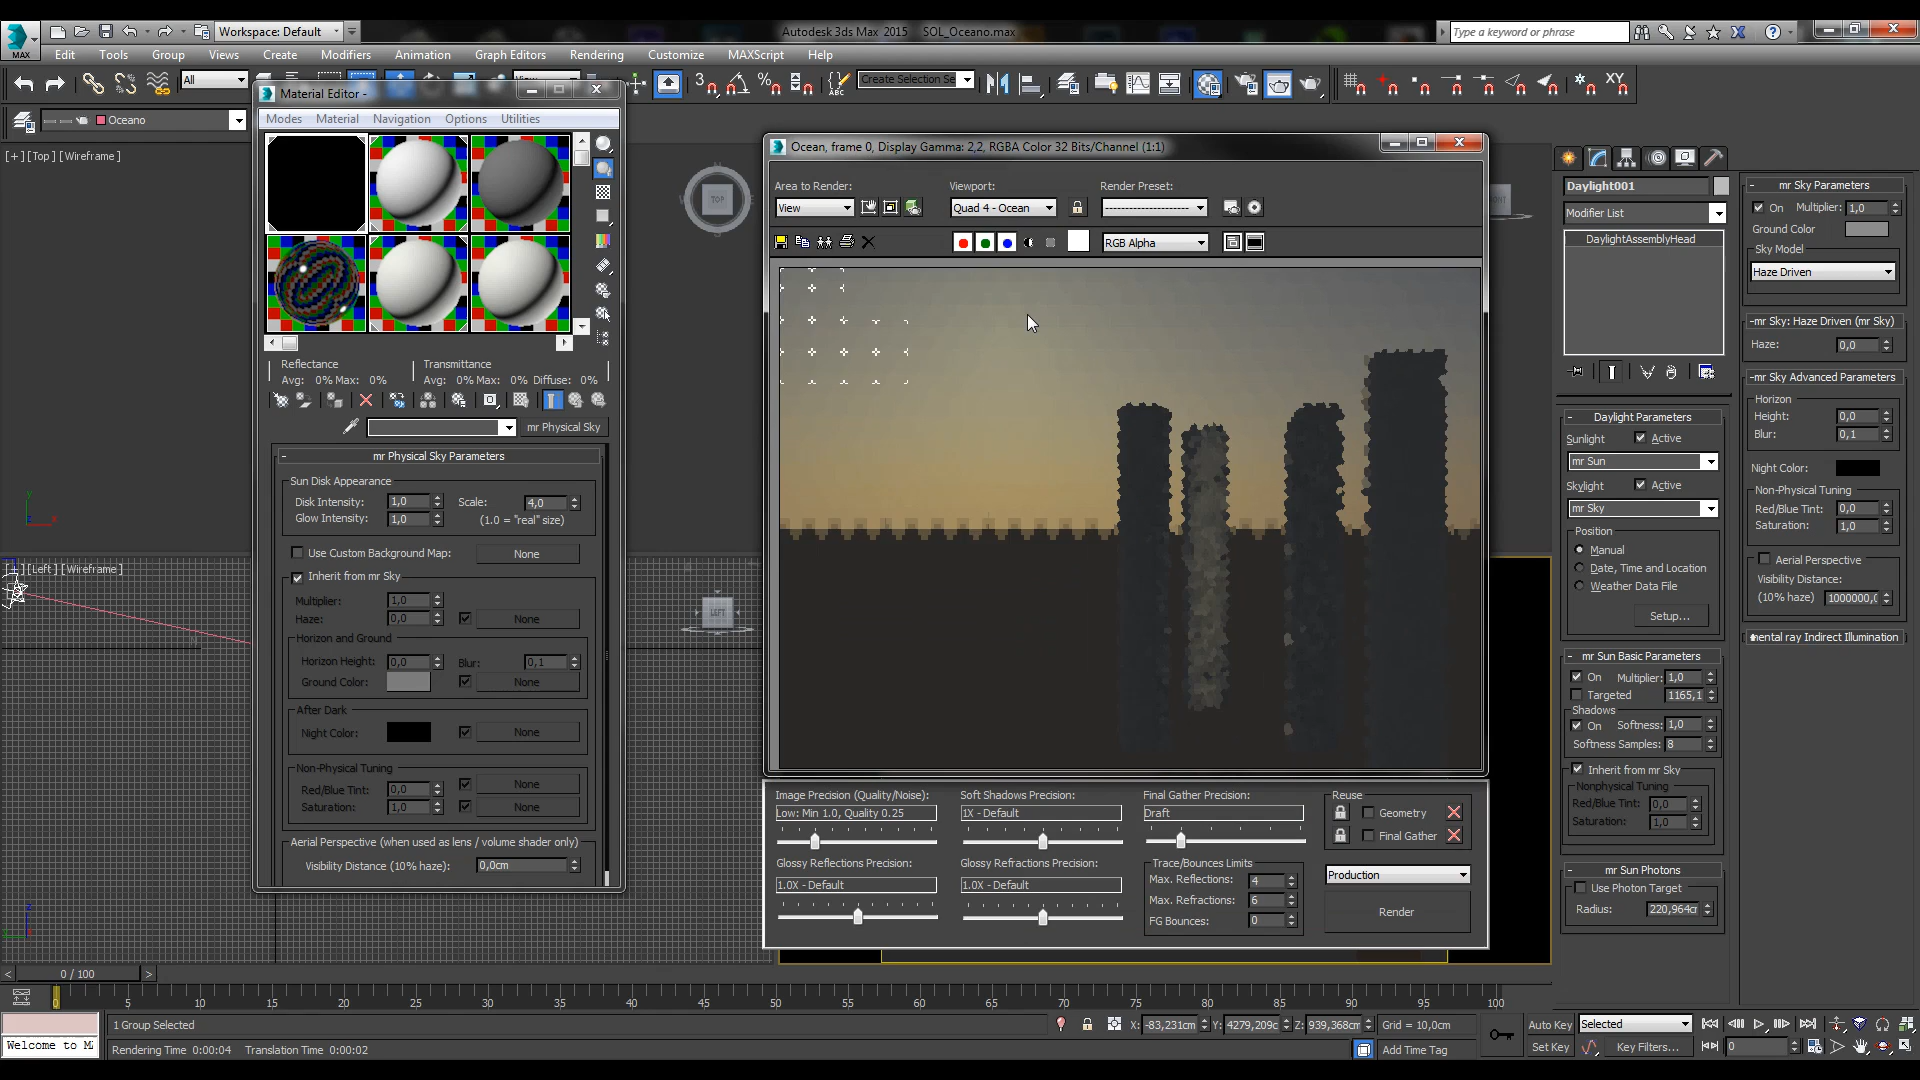 MAX
Workspace: Default
Autodesk 3ds Max 2015 SOL_Oceano.max
Type a keyword or phrase
Edit Tools Group Views Create Modifiers Animation Graph Editors Rendering Customize MAXScript Help
All
View
Create Selection Se
XY
Oceano
[+] [Top] [Wireframe]
TOP
[+] [Left] [Wireframe]
LEFT
Material Editor -
Modes Material Navigation Options Utilities
Reflectance
Avg: 0% Max: 0%
Transmittance
Avg: 0% Max: 0% Diffuse: 0%
mr Physical Sky
mr Physical Sky Parameters
Sun Disk Appearance
Disk Intensity: 1,0 Scale: 4,0
Glow Intensity: 1,0 (1.0 = "real" size)
Use Custom Background Map: None
Inherit from mr Sky
Multiplier: 1,0
Haze: 0,0 None
Horizon and Ground
Horizon Height: 0,0 Blur: 0,1
Ground Color: None
After Dark
Night Color: None
Non-Physical Tuning
Red/Blue Tint: 0,0 None
Saturation: 1,0 None
Aerial Perspective (when used as lens / volume shader only)
Visibility Distance (10% haze): 0,0cm
Ocean, frame 0, Display Gamma: 2,2, RGBA Color 32 Bits/Channel (1:1)
Area to Render: Viewport: Render Preset:
View Quad 4 - Ocean -----------------------
RGB Alpha
Image Precision (Quality/Noise): Soft Shadows Precision: Final Gather Precision: Reuse
Low: Min 1.0, Quality 0.25 1X - Default Draft Geometry
Final Gather
Glossy Reflections Precision: Glossy Refractions Precision: Trace/Bounces Limits
1.0X - Default 1.0X - Default Max. Reflections: 4 Production
Max. Refractions: 6
FG Bounces: 0 Render
Daylight001
Modifier List
DaylightAssemblyHead
Daylight Parameters
Sunlight Active
mr Sun
Skylight Active
mr Sky
Position
Manual
Date, Time and Location
Weather Data File
Setup...
mr Sun Basic Parameters
On Multiplier: 1,0
Targeted 1165,1
Shadows
On Softness: 1,0
Softness Samples: 8
Inherit from mr Sky
Nonphysical Tuning
Red/Blue Tint: 0,0
Saturation: 1,0
mr Sun Photons
Use Photon Target
Radius: 220,964cr
mr Sky Parameters
On Multiplier: 1,0
Ground Color
Sky Model
Haze Driven
mr Sky: Haze Driven (mr Sky)
Haze: 0,0
mr Sky Advanced Parameters
Horizon
Height: 0,0
Blur: 0,1
Night Color:
Non-Physical Tuning
Red/Blue Tint: 0,0
Saturation: 1,0
Aerial Perspective
Visibility Distance:
(10% haze) 1000000,0
mental ray Indirect Illumination
0 / 100
0 5 10 15 20 25 30 35 40 45 50 55 60 65 70 75 80 85 90 95 100
1 Group Selected X: -83,231cm Y: 4279,209c Z: 939,368cm Grid = 10,0cm Auto Key Selected
Welcome to MA Rendering Time 0:00:04 Translation Time 0:00:02 Add Time Tag Set Key Key Filters... 0